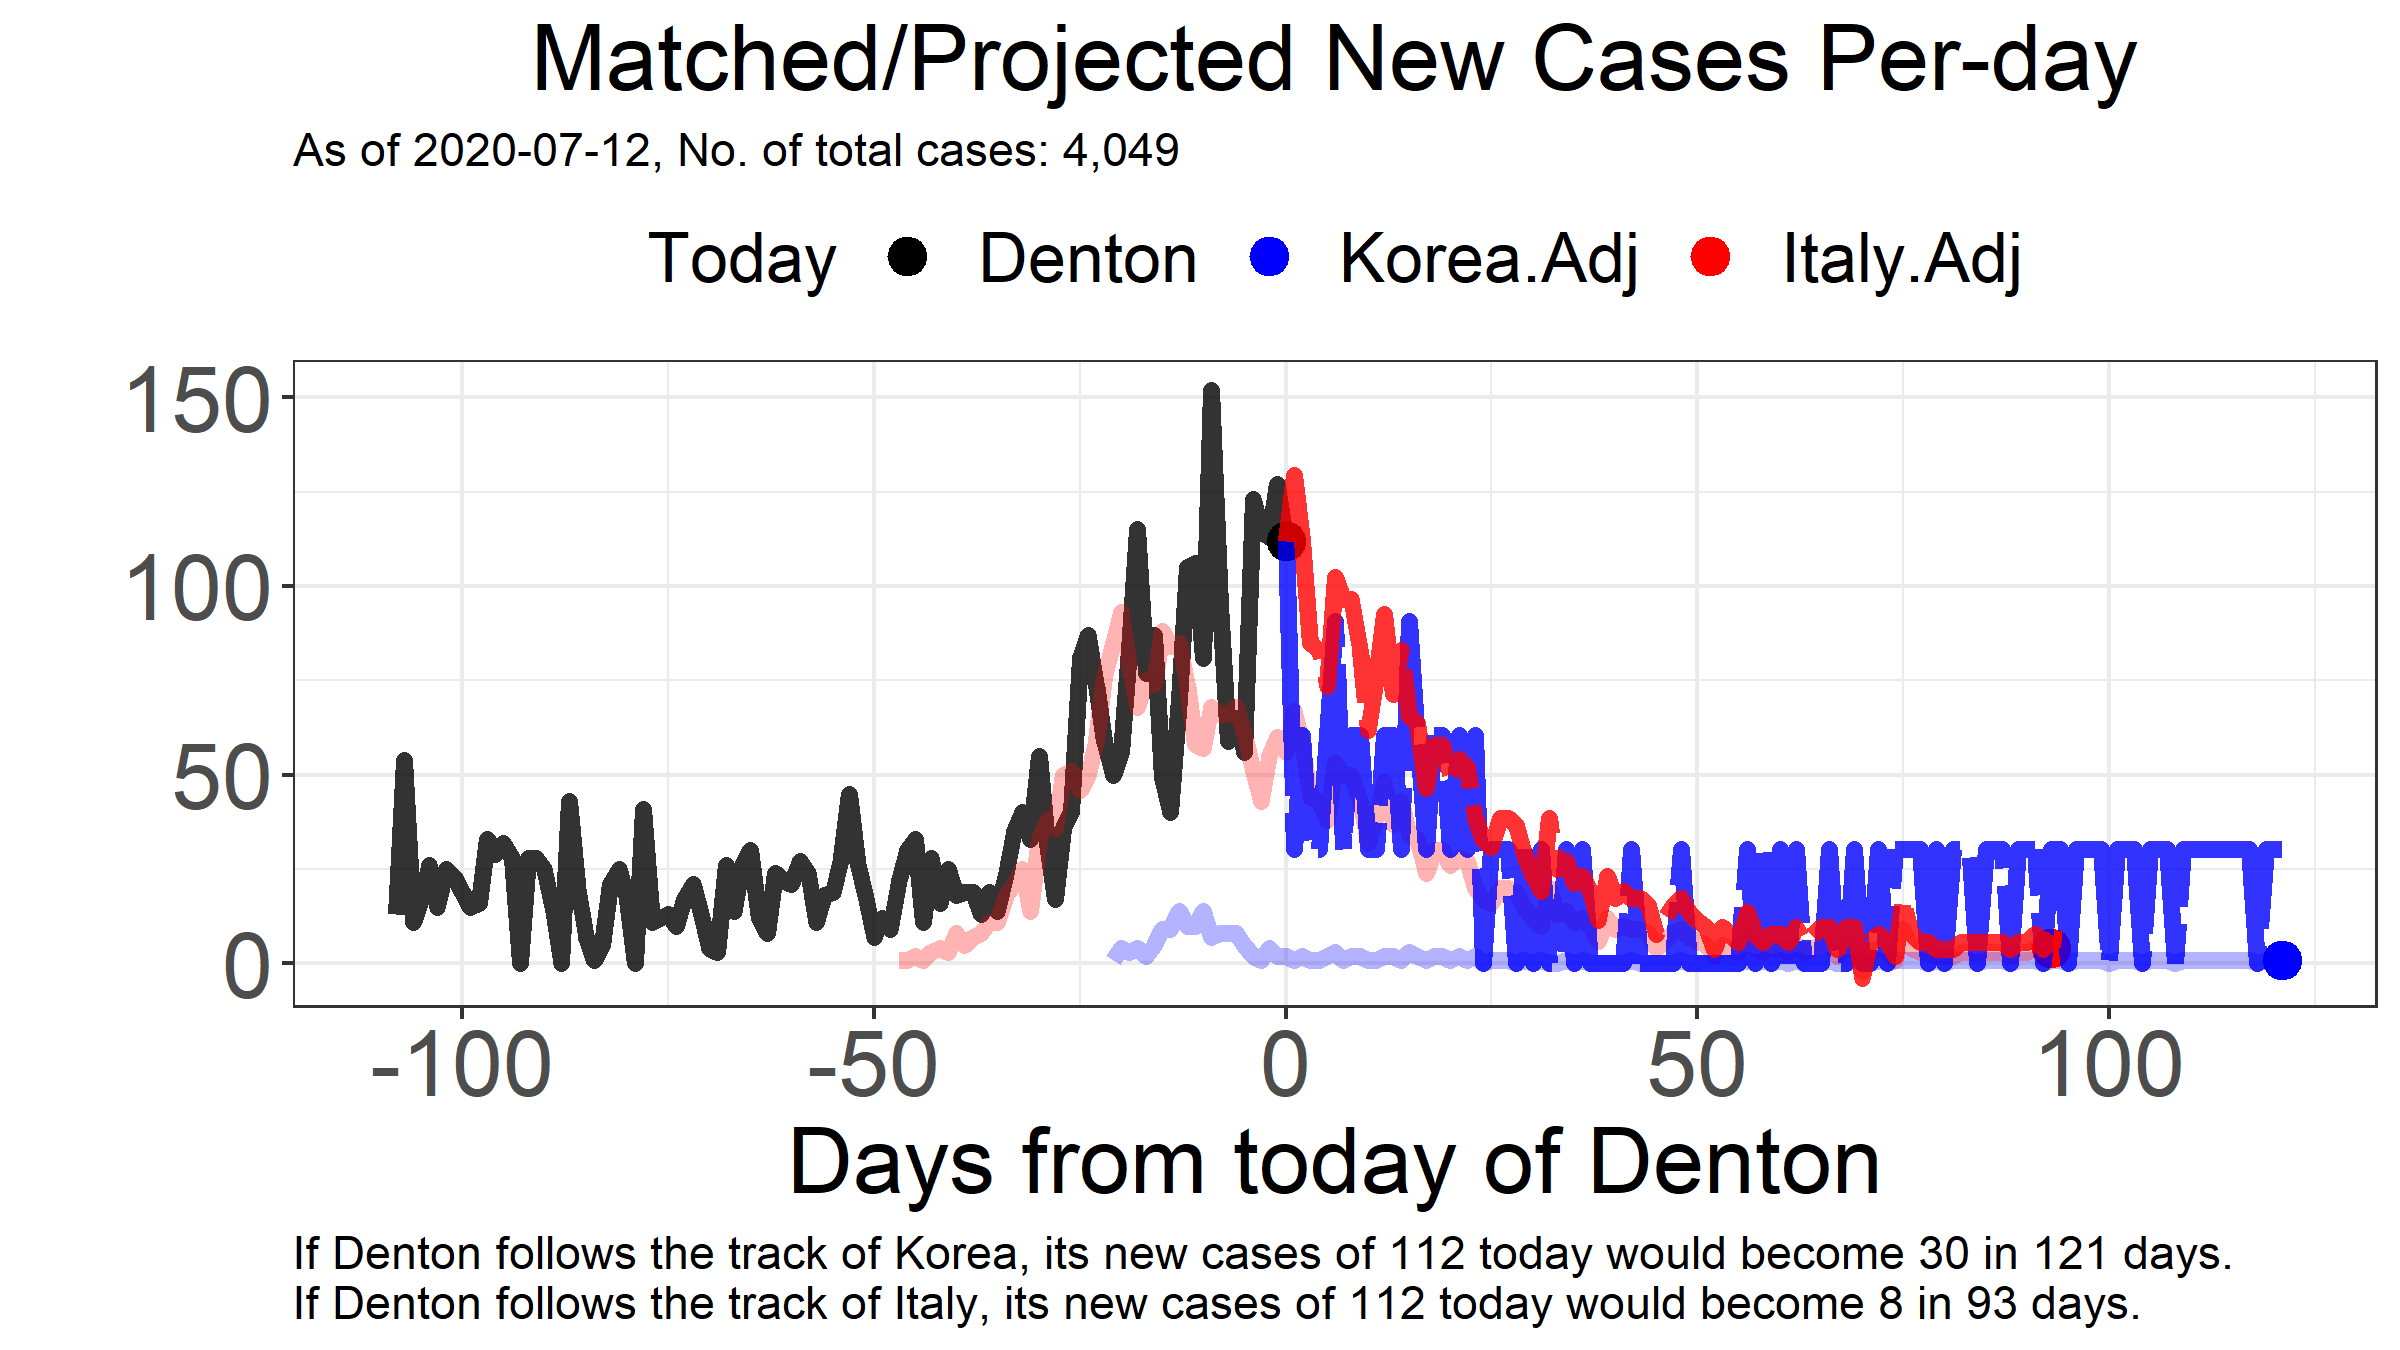 Matched/Projected New Cases Per-day
As of 2020-07-12, No. of total cases: 4,049
Today Denton Korea.Adj Italy.Adj
150
100
50
0
-100 -50 0 50 100
Days from today of Denton
If Denton follows the track of Korea, its new cases of 112 today would become 30 in 121 days.
If Denton follows the track of Italy, its new cases of 112 today would become 8 in 93 days.